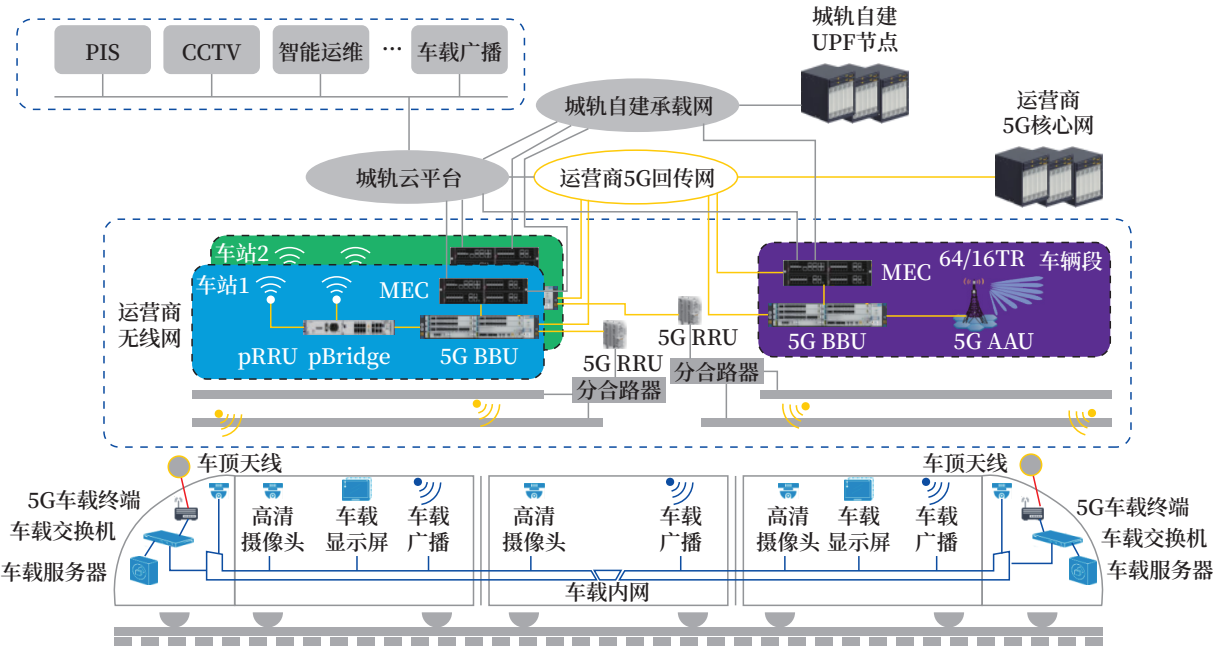 PIS
CCTV
智能运维
…
车载广播
城轨自建
UPF节点
城轨自建承载网
运营商
5G核心网
城轨云平台
运营商5G回传网
车站2
车站1
MEC
pRRU
pBridge
5G BBU
运营商
无线网
5G RRU
分合路器
5G RRU
分合路器
MEC
64/16TR
车辆段
5G BBU
5G AAU
车顶天线
5G车载终端
车载交换机
车载服务器
高清
摄像头
车载
显示屏
车载
广播
高清
摄像头
车载
广播
车载内网
高清
摄像头
车载
显示屏
车载
广播
车顶天线
5G车载终端
车载交换机
车载服务器